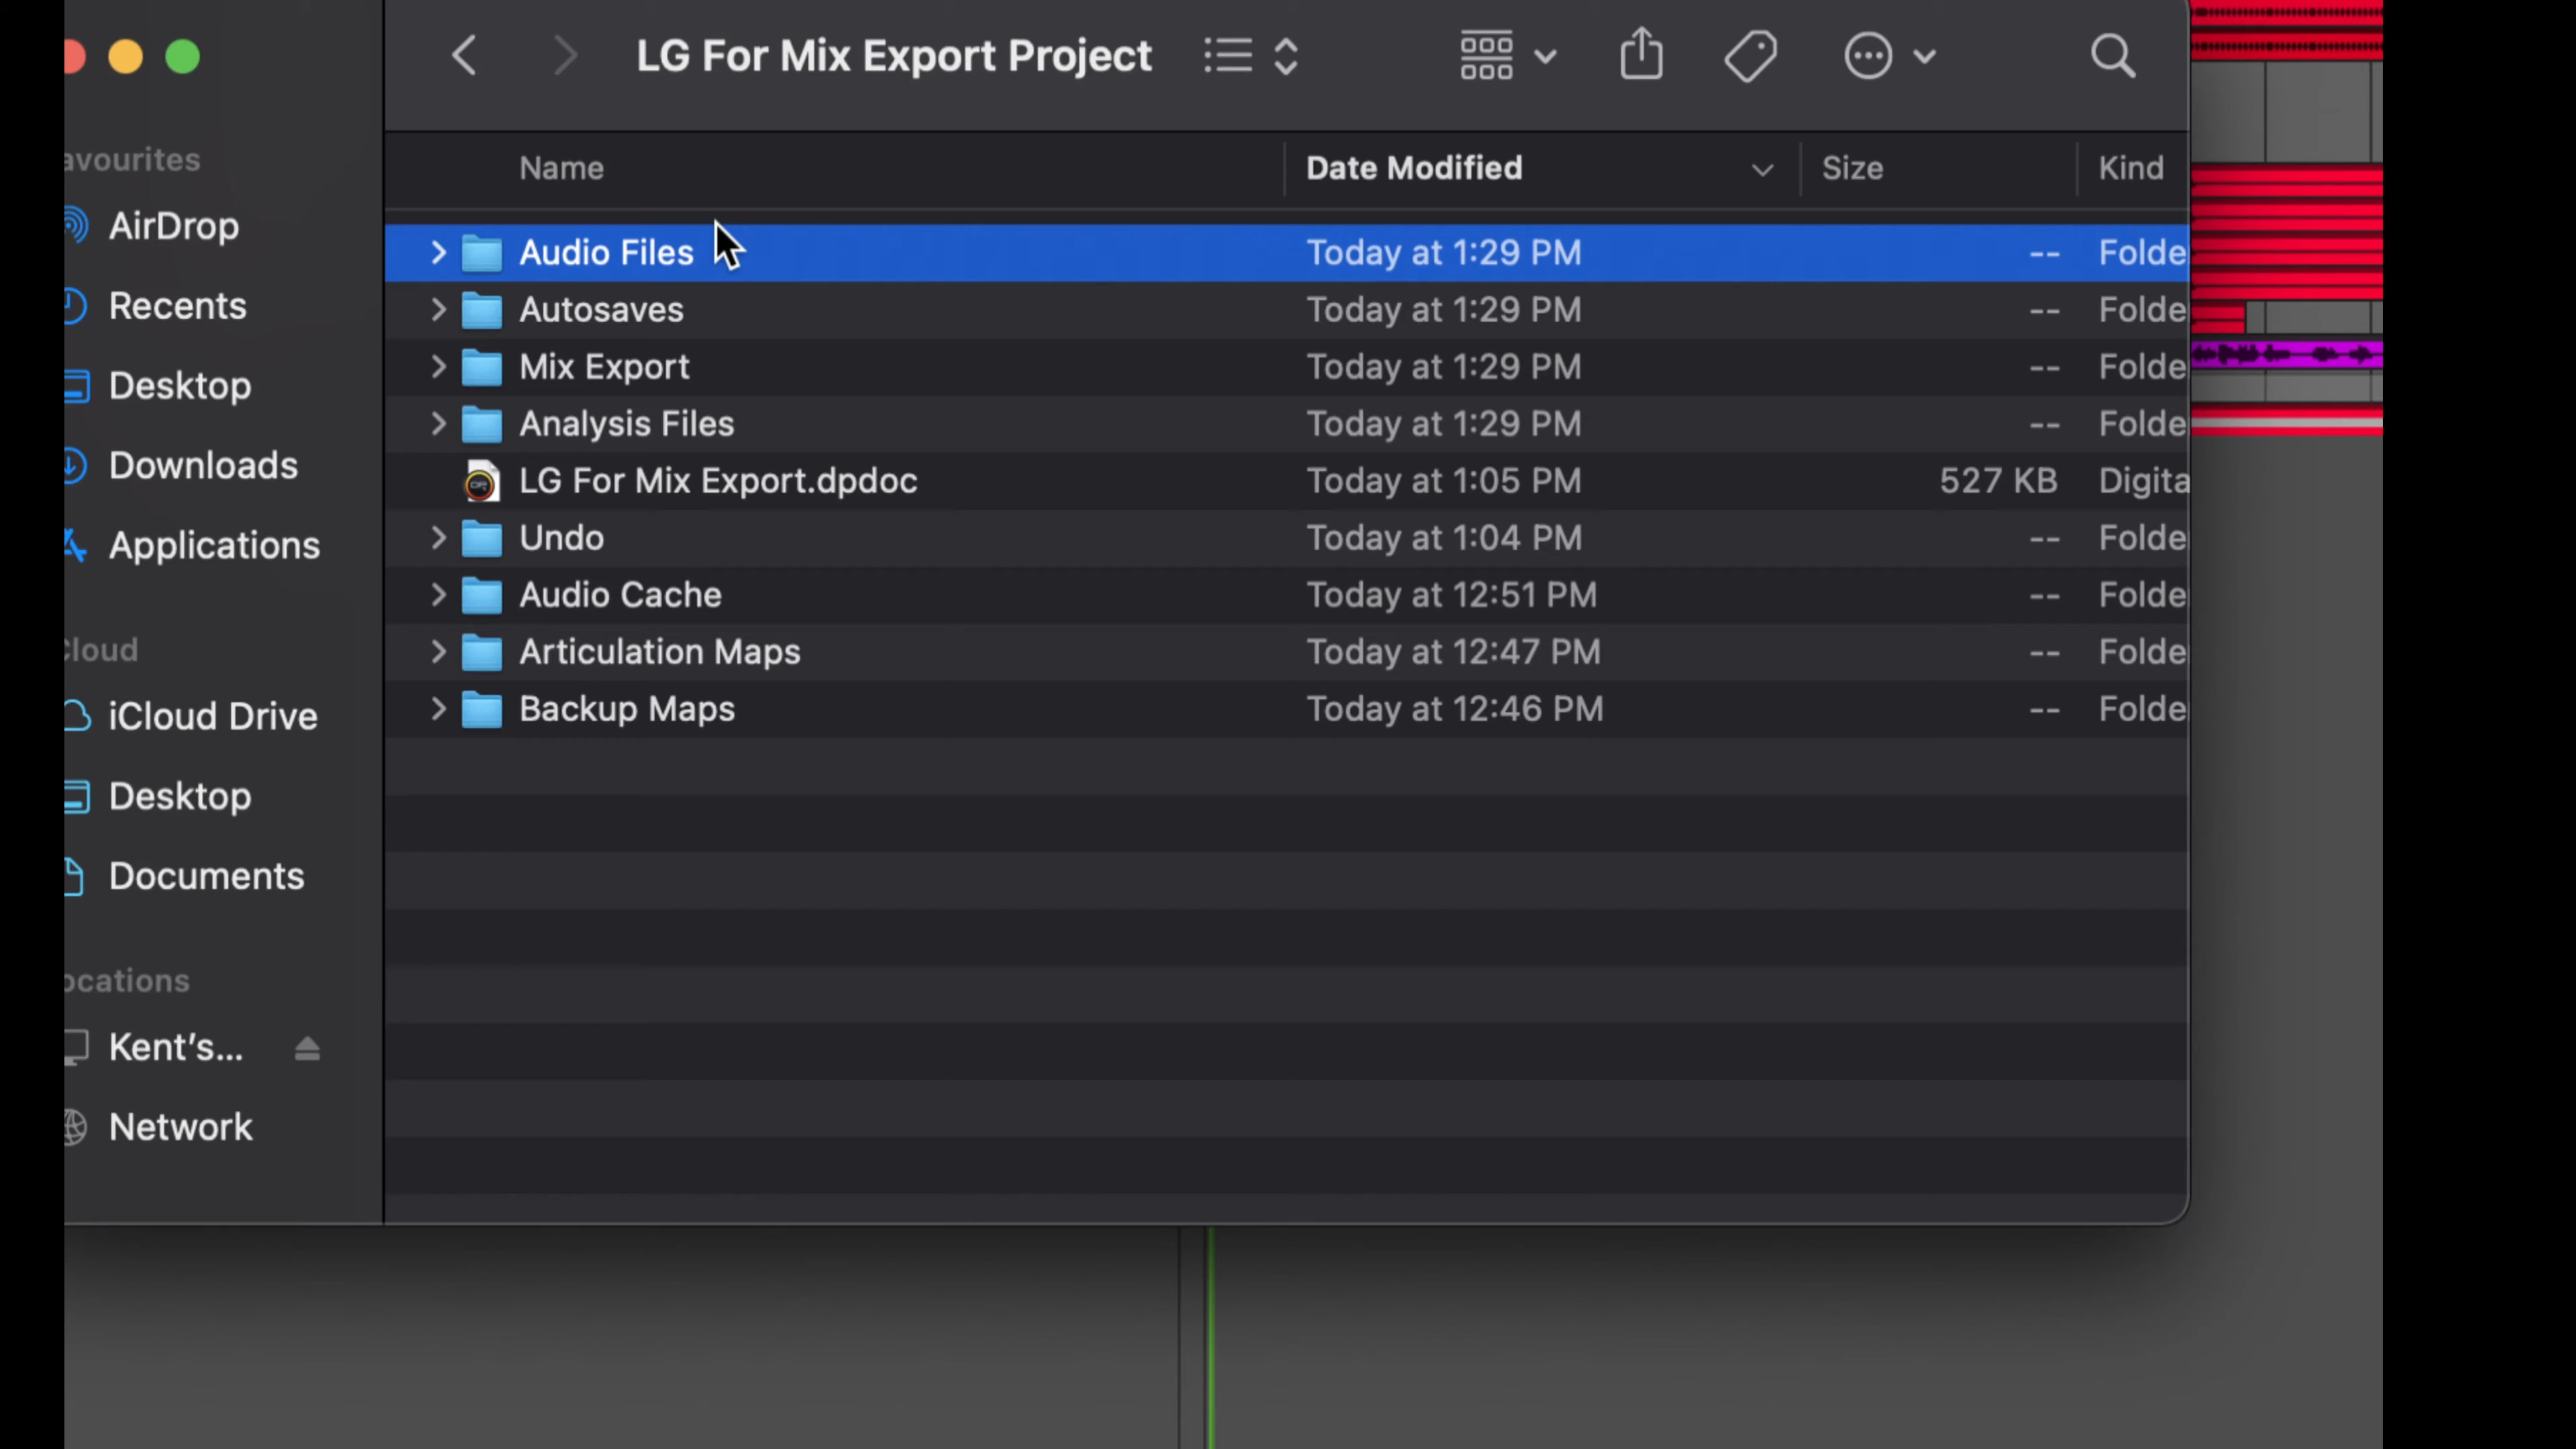 LG For Mix Export Project
avourites
AirDrop
Recents
Desktop
Downloads
Applications
Cloud
iCloud Drive
Desktop
Documents
ocations
Kent's...
Network
Name Date Modified Size Kind
Audio Files Today at 1:29 PM -- Folde
Autosaves Today at 1:29 PM -- Folde
Mix Export Today at 1:29 PM -- Folde
Analysis Files Today at 1:29 PM -- Folde
LG For Mix Export.dpdoc Today at 1:05 PM 527 KB Digita
Undo Today at 1:04 PM -- Folde
Audio Cache Today at 12:51 PM -- Folde
Articulation Maps Today at 12:47 PM -- Folde
Backup Maps Today at 12:46 PM -- Folde